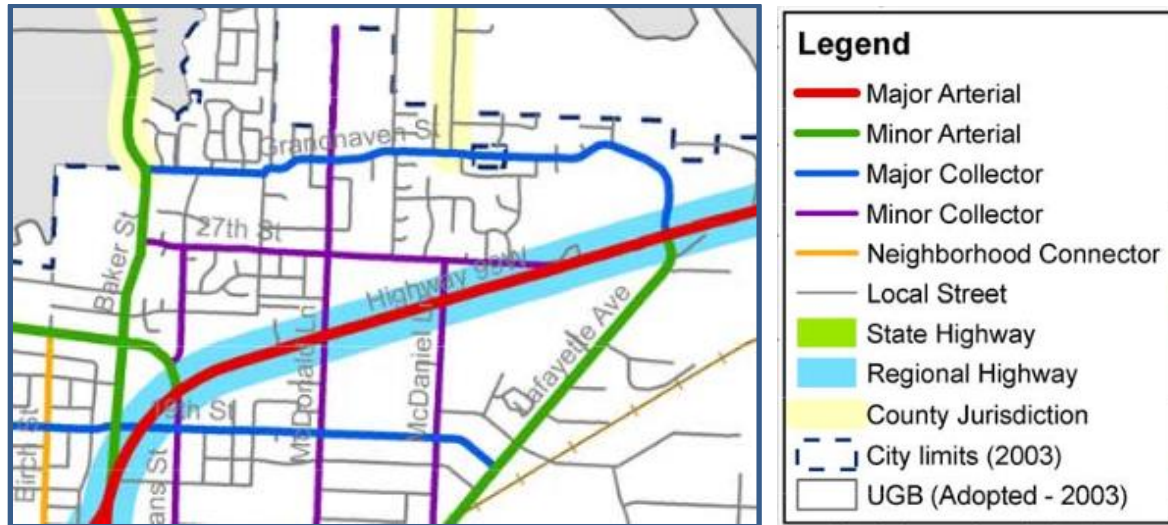 Grandhaven St
27th St
Baker St
Highway 99W
McDonald Ln
McDaniel Ln
Lafayette Ave
St
Birch St
ans St
Legend
Major Arterial
Minor Arterial
Major Collector
Minor Collector
Neighborhood Connector
Local Street
State Highway
Regional Highway
County Jurisdiction
City limits (2003)
UGB (Adopted - 2003)